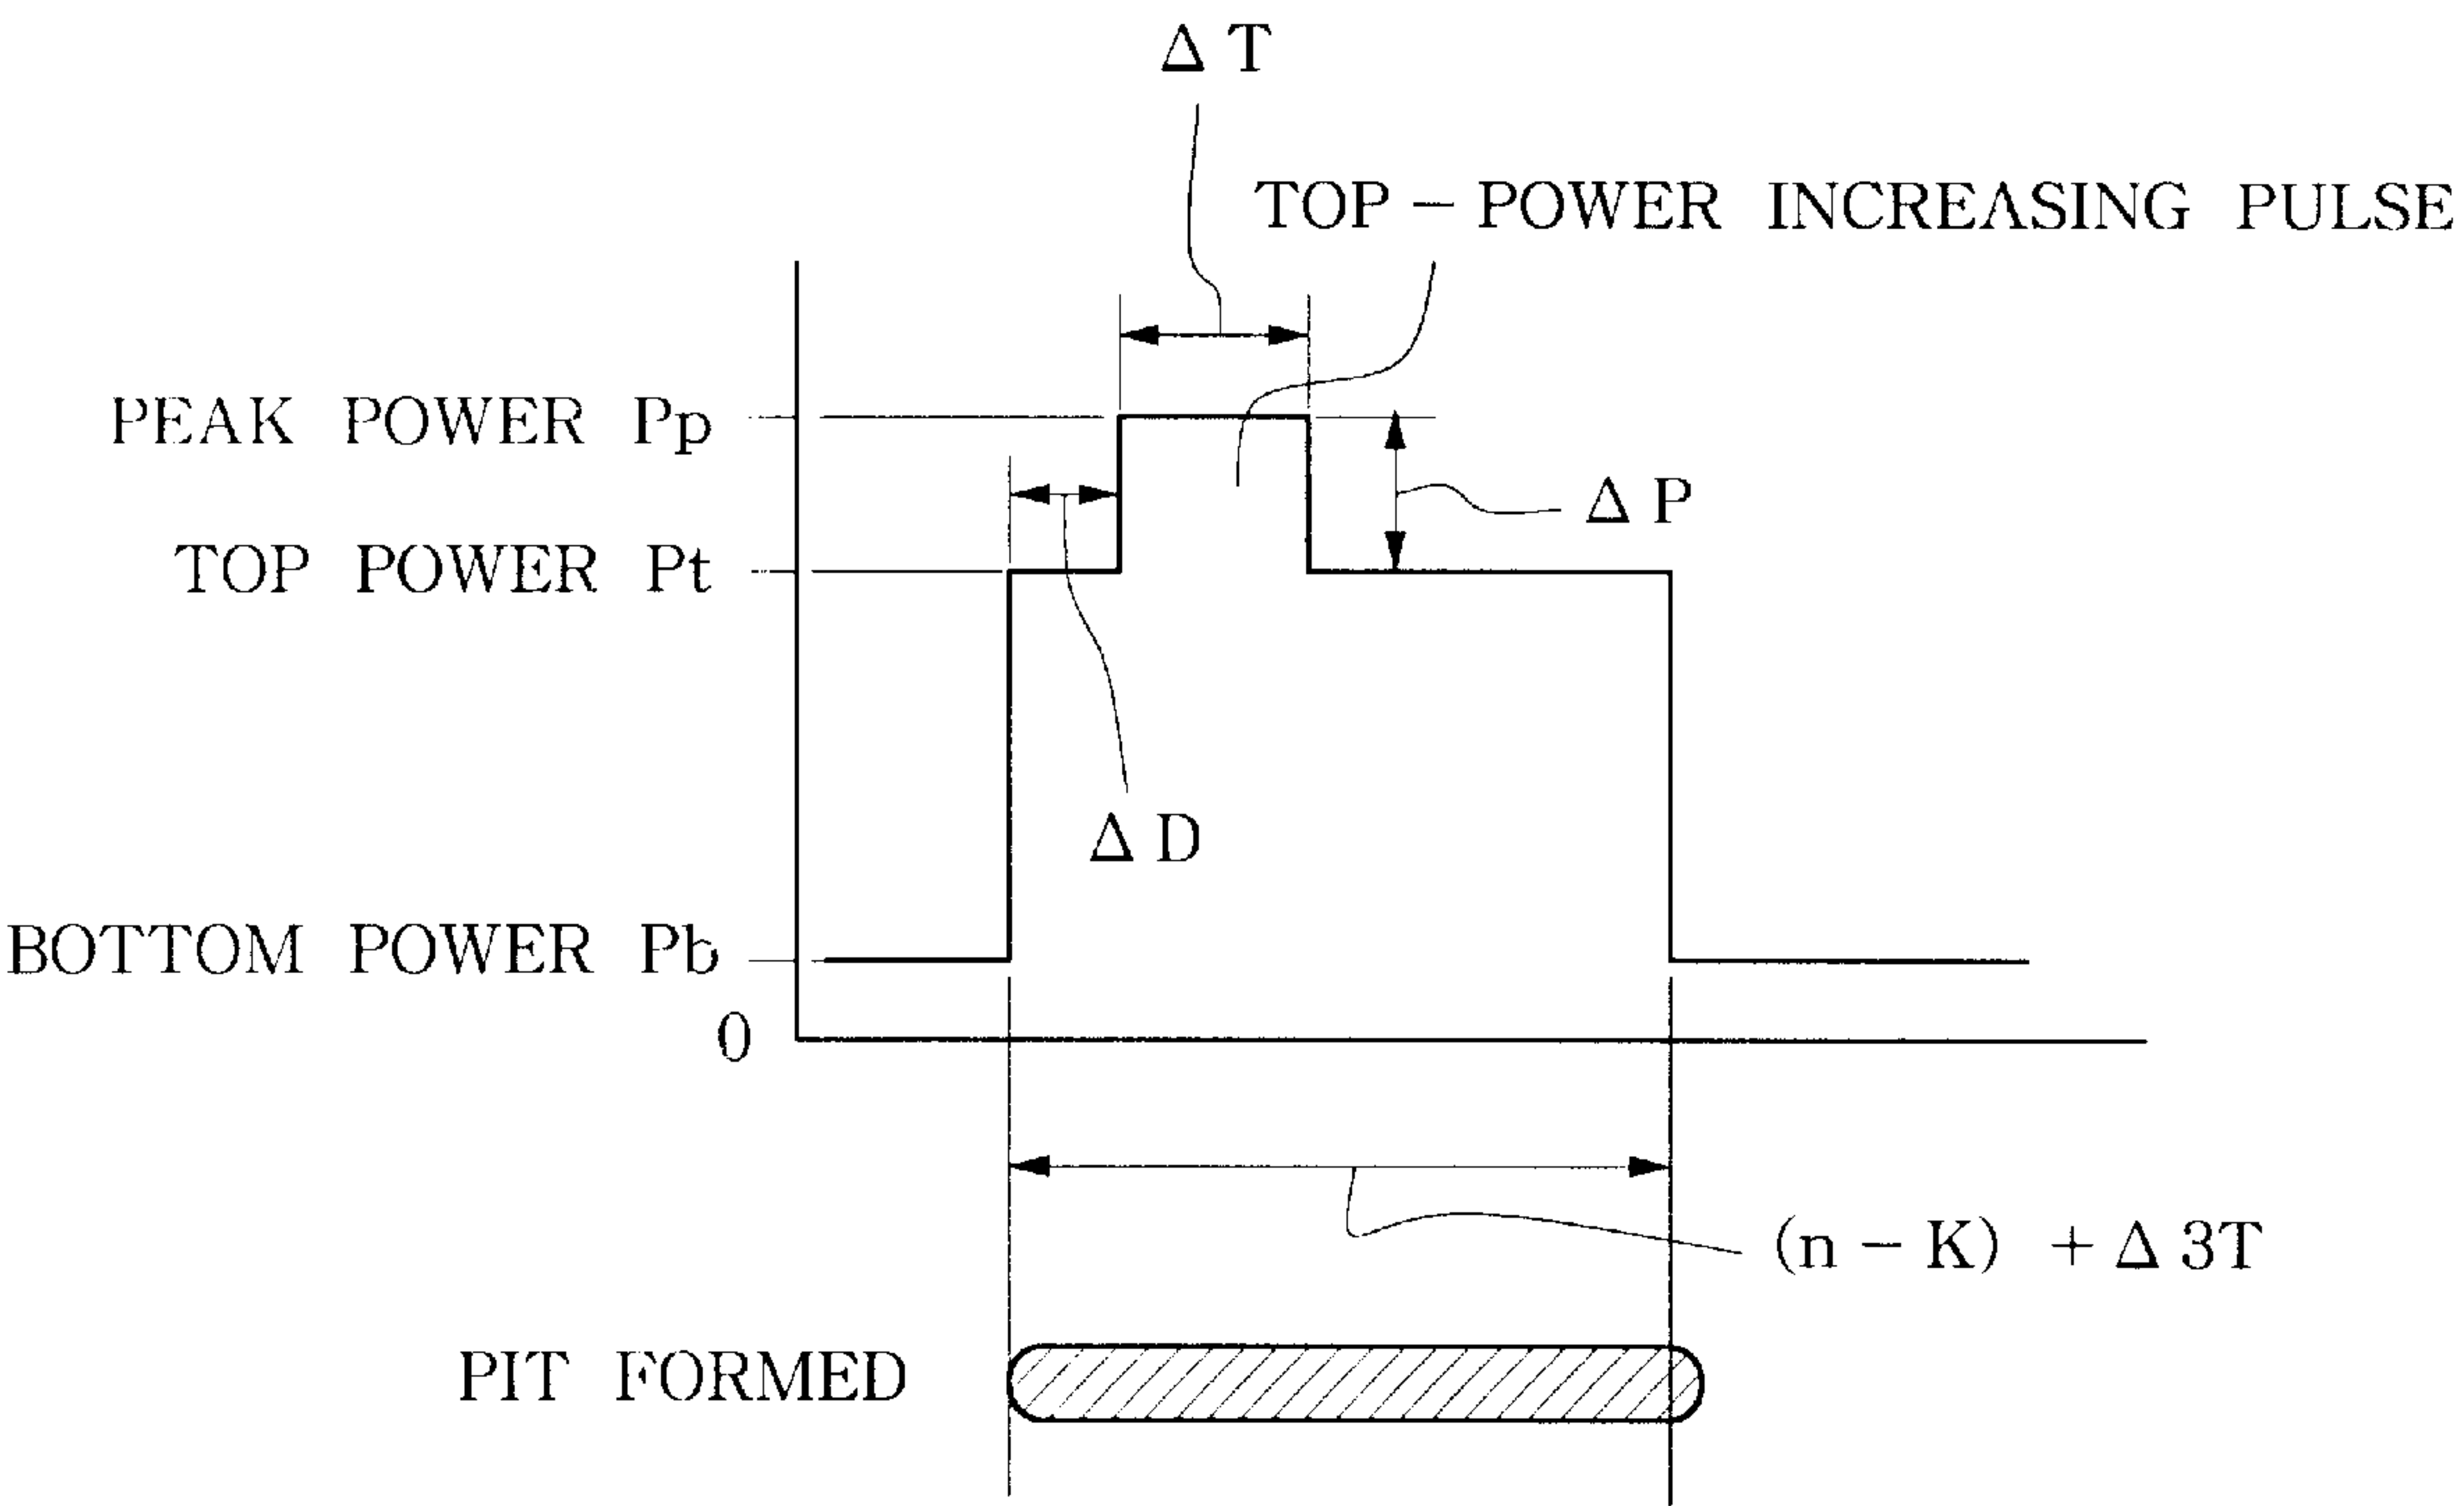 Δ T
TOP – POWER INCREASING PULSE
PEAK POWER Pp
Δ P
TOP POWER Pt
Δ D
BOTTOM POWER Pb
0
(n – K) + Δ 3T
PIT FORMED